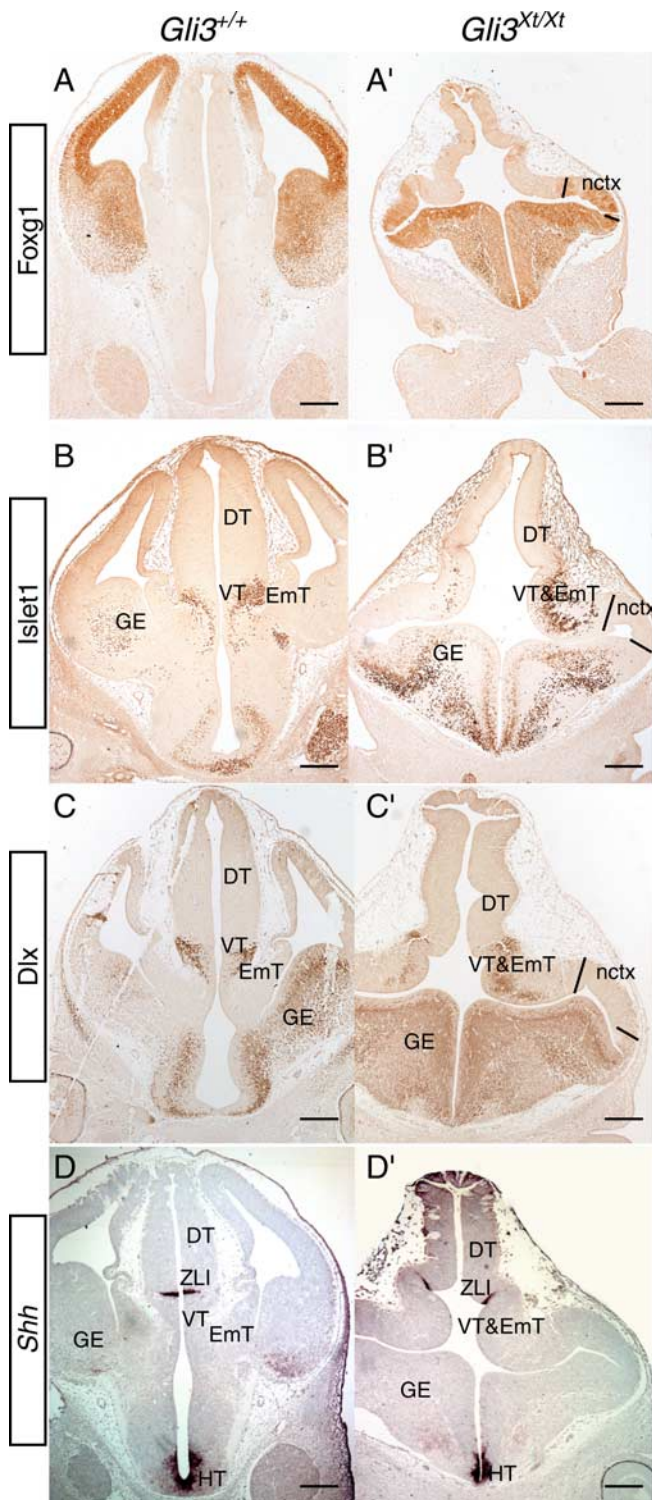 Gli3+/+
Gli3Xt/Xt
Foxg1
A
A'
nctx
Islet1
B
DT
VT
EmT
GE
B'
DT
VT&EmT
nctx
GE
Dlx
C
DT
VT
EmT
GE
C'
DT
VT&EmT
nctx
GE
Shh
D
DT
ZLI
VT
EmT
GE
HT
D'
DT
ZLI
VT&EmT
GE
HT